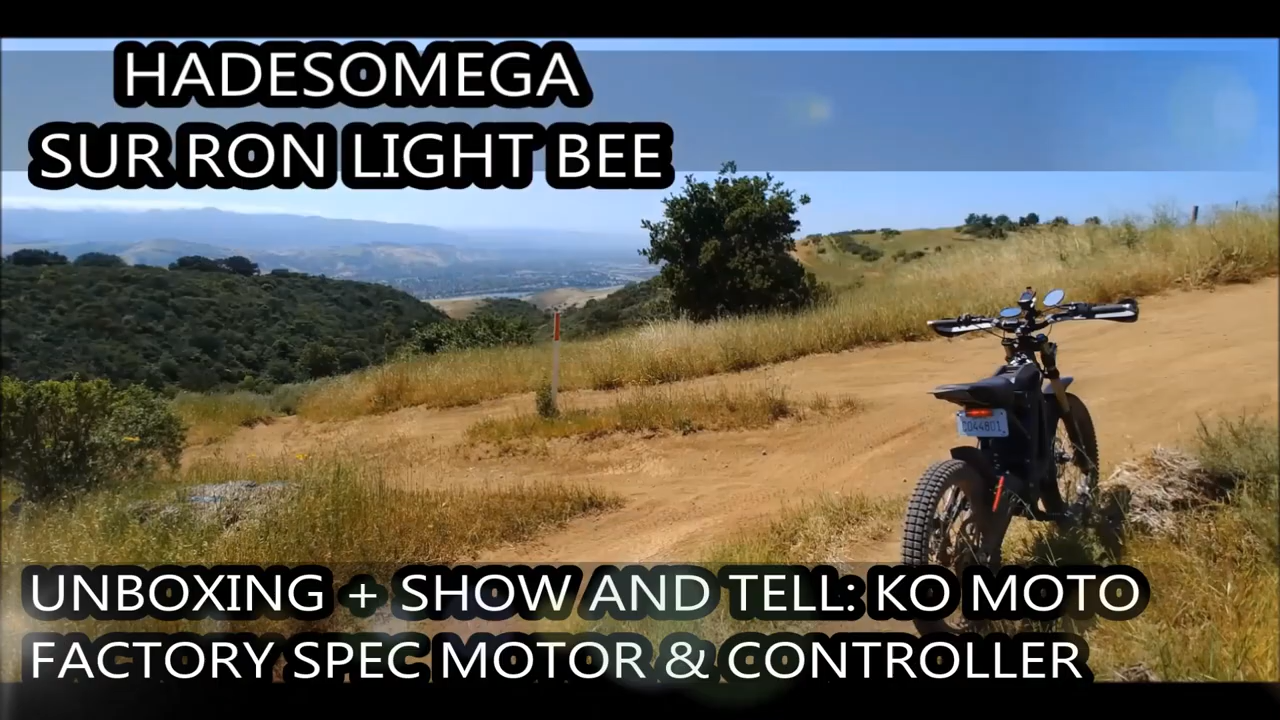 HADESOMEGA
SUR RON LIGHT BEE
UNBOXING + SHOW AND TELL: KO MOTO
FACTORY SPEC MOTOR & CONTROLLER